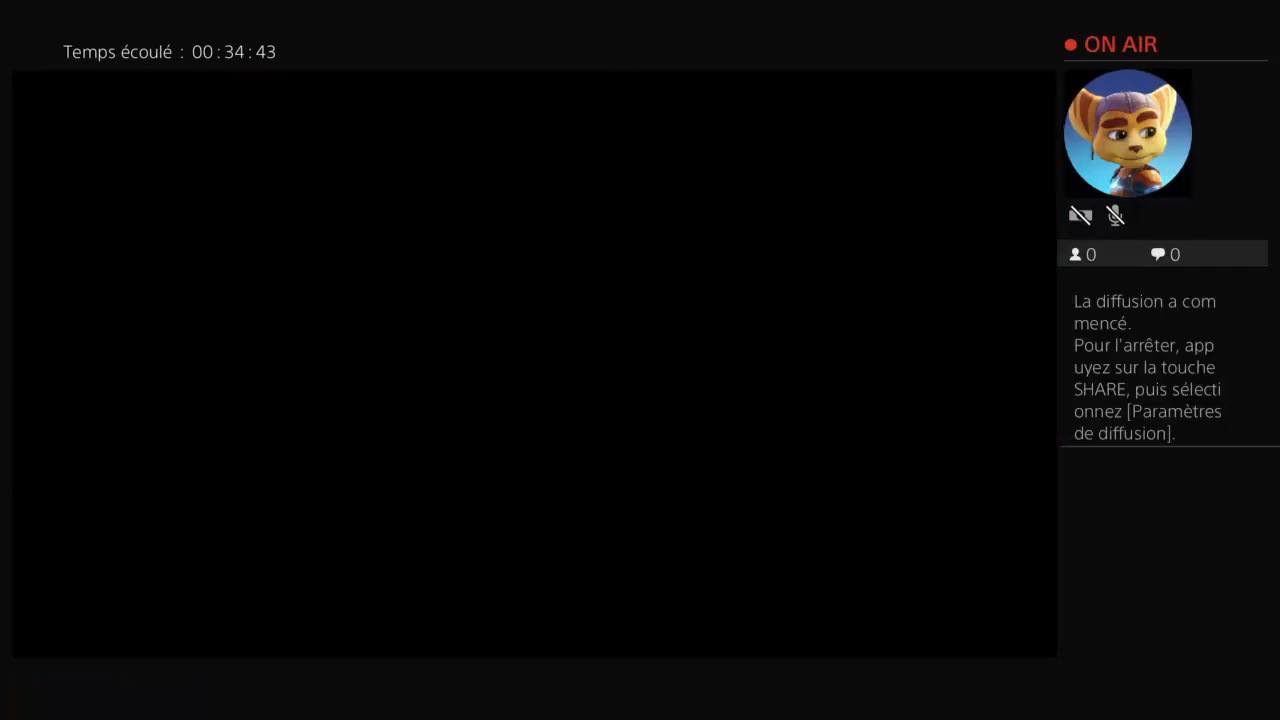 Temps écoulé : 00:34:43
ON AIR
0 0
La diffusion a com
mencé.
Pour l'arrêter, app
uyez sur la touche
SHARE, puis sélecti
onnez [Paramètres
de diffusion].